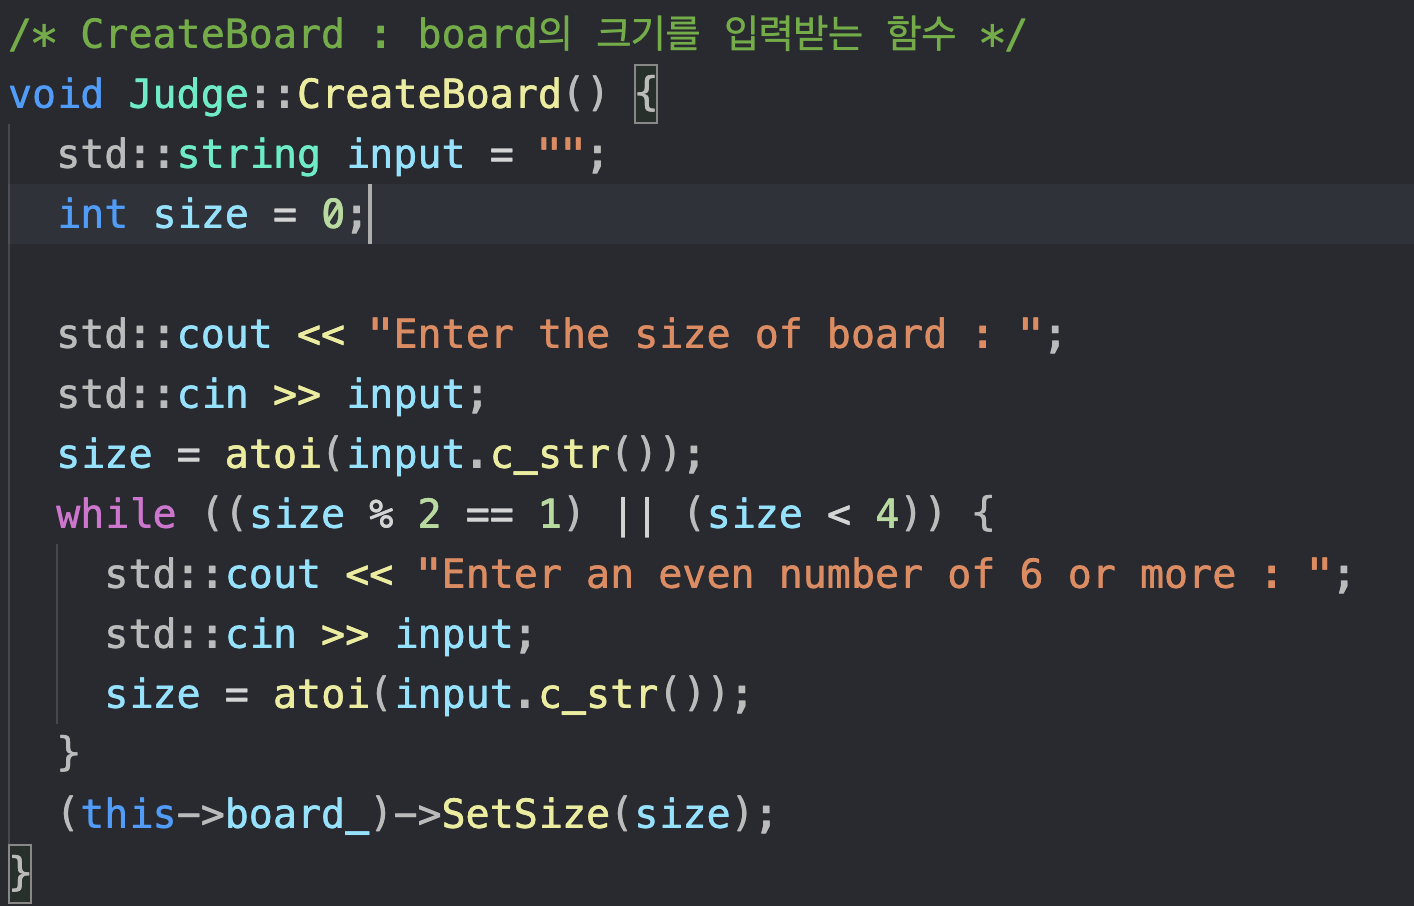 /* CreateBoard : board의 크기를 입력받는 함수 */
void Judge::CreateBoard() {
  std::string input = "";
  int size = 0;

  std::cout << "Enter the size of board : ";
  std::cin >> input;
  size = atoi(input.c_str());
  while ((size % 2 == 1) || (size < 4)) {
    std::cout << "Enter an even number of 6 or more : ";
    std::cin >> input;
    size = atoi(input.c_str());
  }
  (this->board_)->SetSize(size);
}